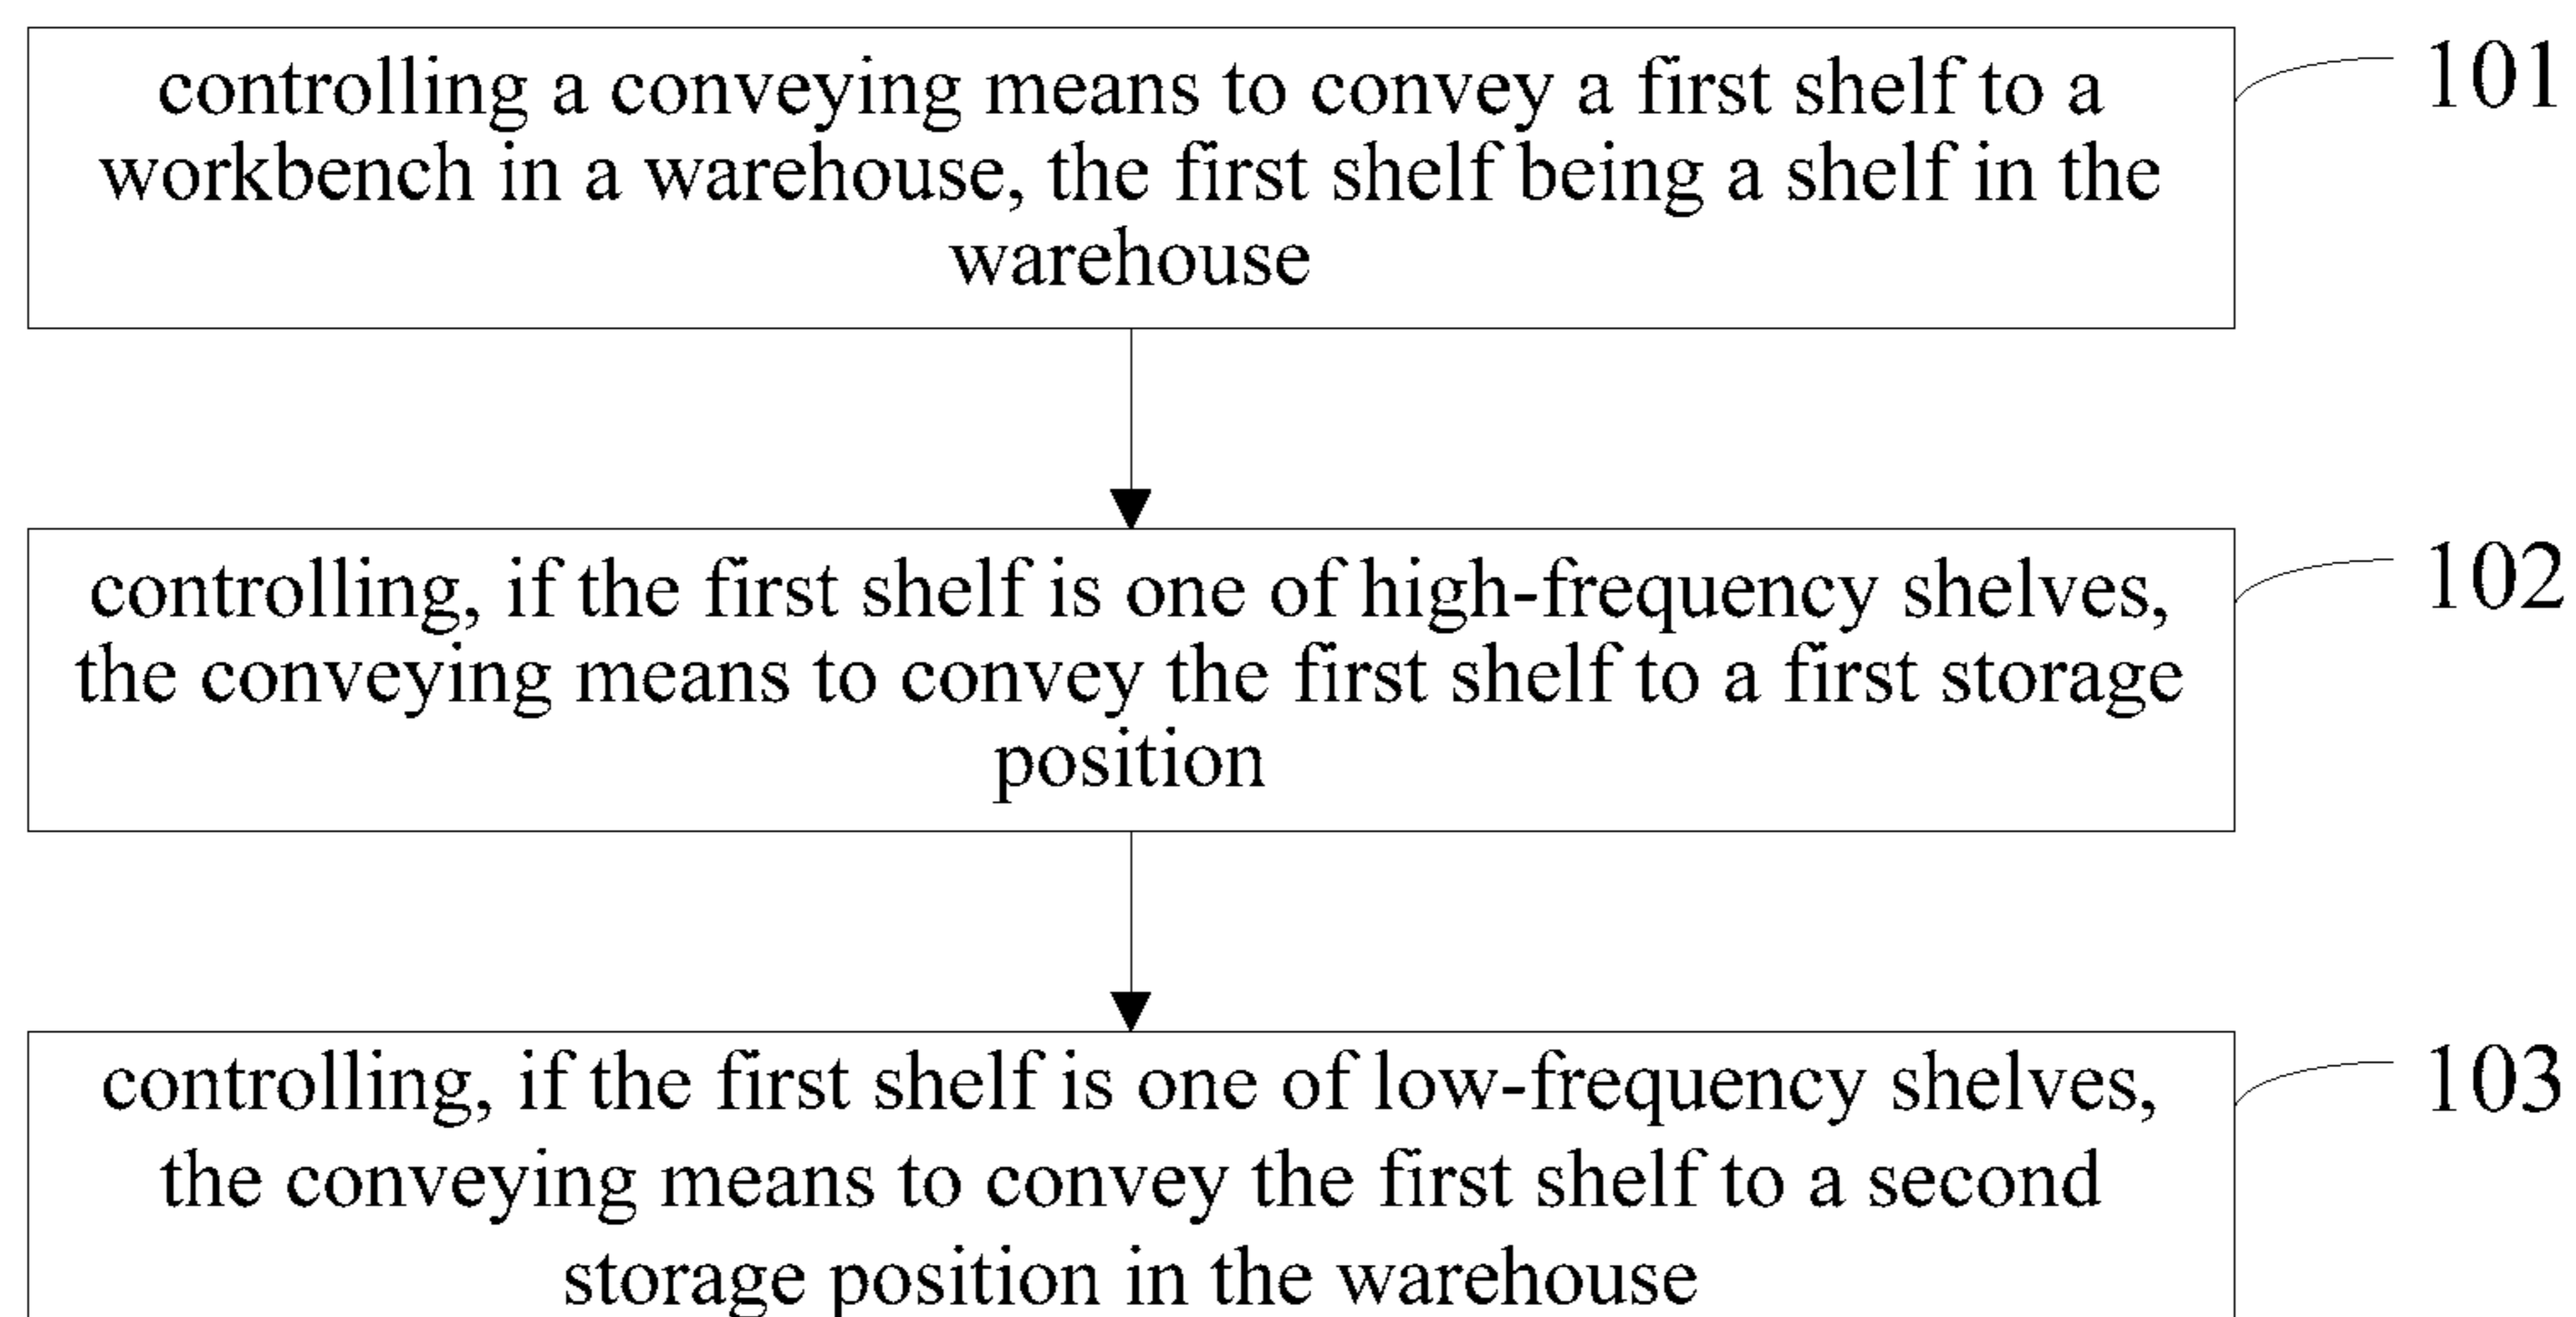 controlling a conveying means to convey a first shelf to a
workbench in a warehouse, the first shelf being a shelf in the
warehouse
101
controlling, if the first shelf is one of high-frequency shelves,
the conveying means to convey the first shelf to a first storage
position
102
controlling, if the first shelf is one of low-frequency shelves,
the conveying means to convey the first shelf to a second
storage position in the warehouse
103